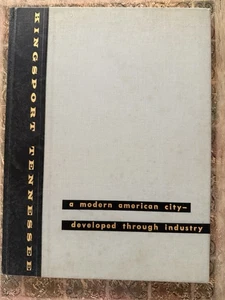 KINGSPORT TENNESSEE
a modern american city—
developed through industry